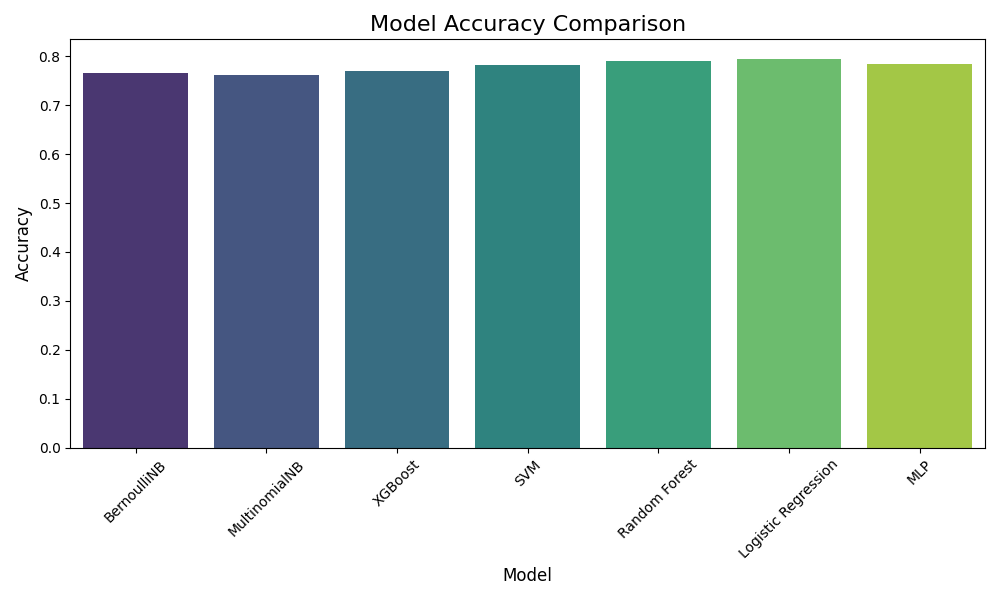 Model Accuracy Comparison
Accuracy
0.8
0.7
0.6
0.5
0.4
0.3
0.2
0.1
0.0
BernoulliNB
MultinomialNB
XGBoost
SVM
Random Forest
Logistic Regression
MLP
Model